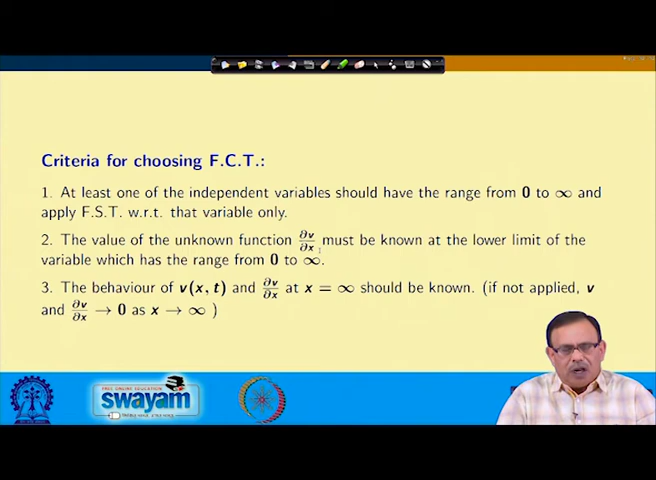 Criteria for choosing F.C.T.:
1. At least one of the independent variables should have the range from 0 to ∞ and
apply F.S.T. w.r.t. that variable only.
2. The value of the unknown function ∂v/∂x must be known at the lower limit of the
variable which has the range from 0 to ∞.
3. The behaviour of v(x, t) and ∂v/∂x at x = ∞ should be known. (if not applied, v
and ∂v/∂x → 0 as x → ∞ )
FREE ONLINE EDUCATION
swayam